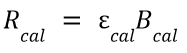 R_cal = ε_cal B_cal